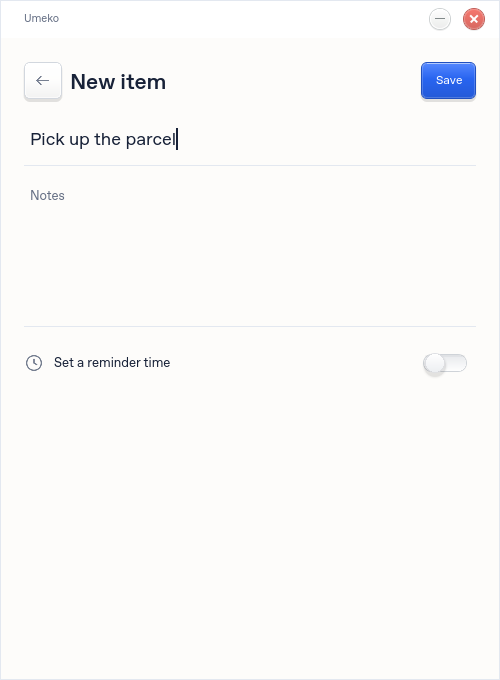 Umeko
New item
Save
Pick up the parcel
Notes
Set a reminder time